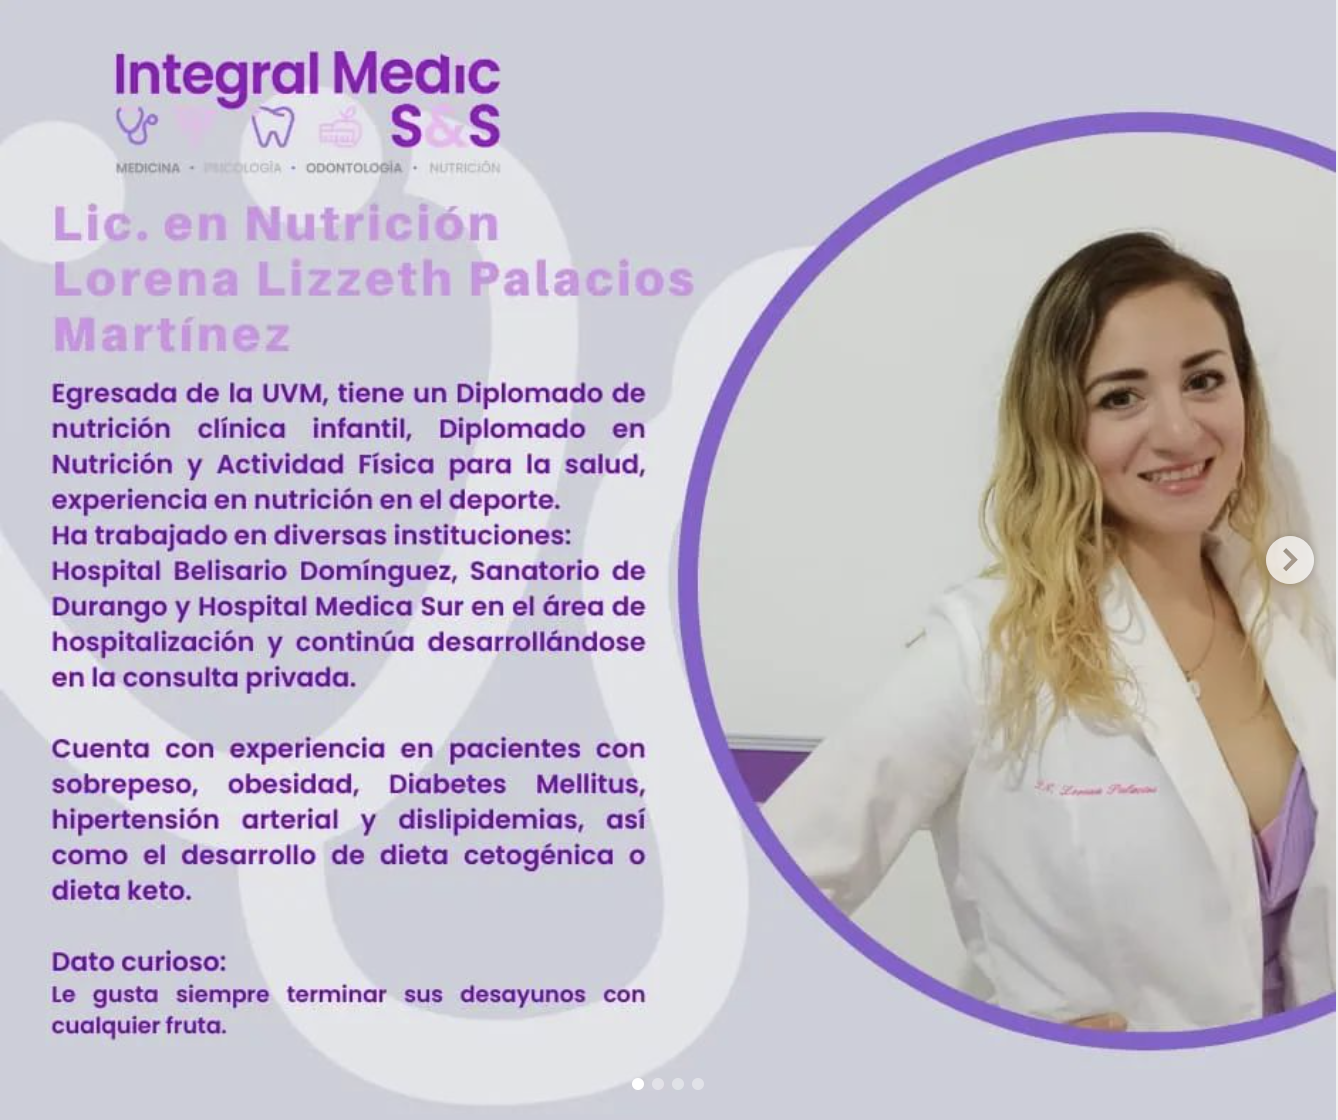 Integral Medic
S&S
MEDICINA • PSICOLOGÍA • ODONTOLOGÍA • NUTRICIÓN
Lic. en Nutrición
Lorena Lizzeth Palacios
Martínez
Egresada de la UVM, tiene un Diplomado de
nutrición clínica infantil, Diplomado en
Nutrición y Actividad Física para la salud,
experiencia en nutrición en el deporte.
Ha trabajado en diversas instituciones:
Hospital Belisario Domínguez, Sanatorio de
Durango y Hospital Medica Sur en el área de
hospitalización y continúa desarrollándose
en la consulta privada.
Cuenta con experiencia en pacientes con
sobrepeso, obesidad, Diabetes Mellitus,
hipertensión arterial y dislipidemias, así
como el desarrollo de dieta cetogénica o
dieta keto.
Dato curioso:
Le gusta siempre terminar sus desayunos con
cualquier fruta.
Lorena Palacios